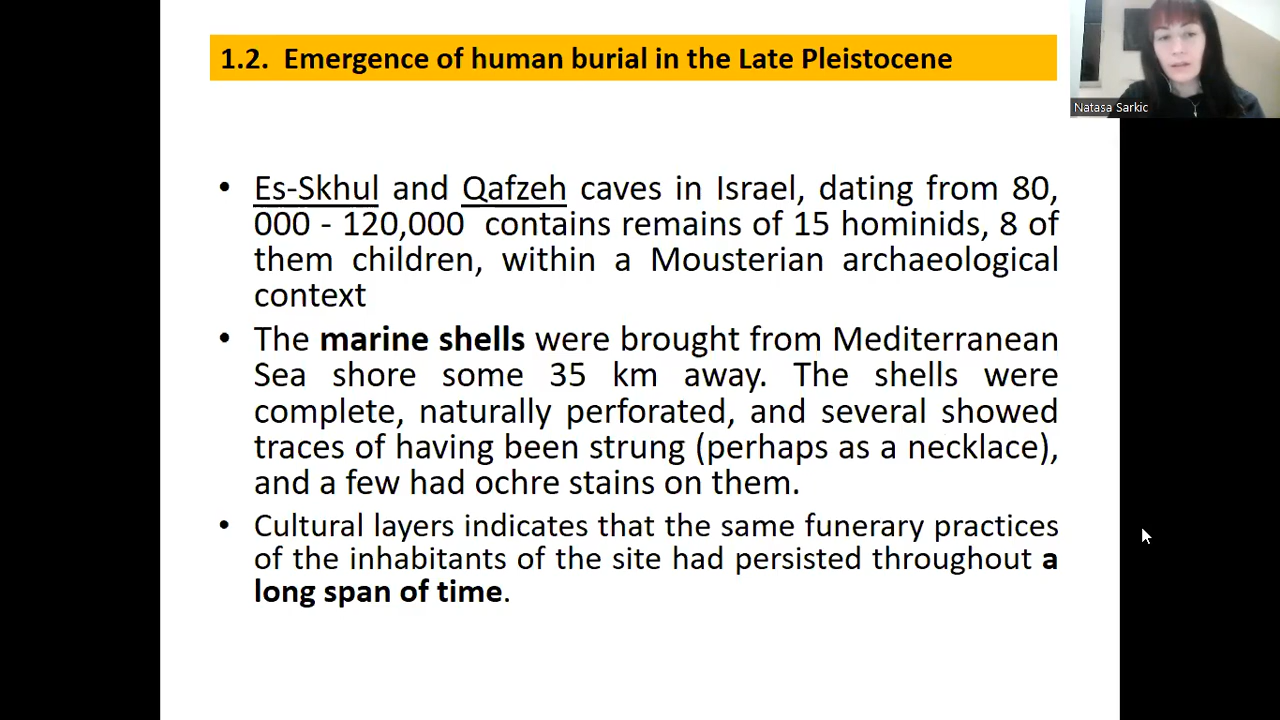 1.2. Emergence of human burial in the Late Pleistocene
Natasa Sarkic
• Es-Skhul and Qafzeh caves in Israel, dating from 80,
000 - 120,000 contains remains of 15 hominids, 8 of
them children, within a Mousterian archaeological
context
• The marine shells were brought from Mediterranean
Sea shore some 35 km away. The shells were
complete, naturally perforated, and several showed
traces of having been strung (perhaps as a necklace),
and a few had ochre stains on them.
• Cultural layers indicates that the same funerary practices
of the inhabitants of the site had persisted throughout a
long span of time.